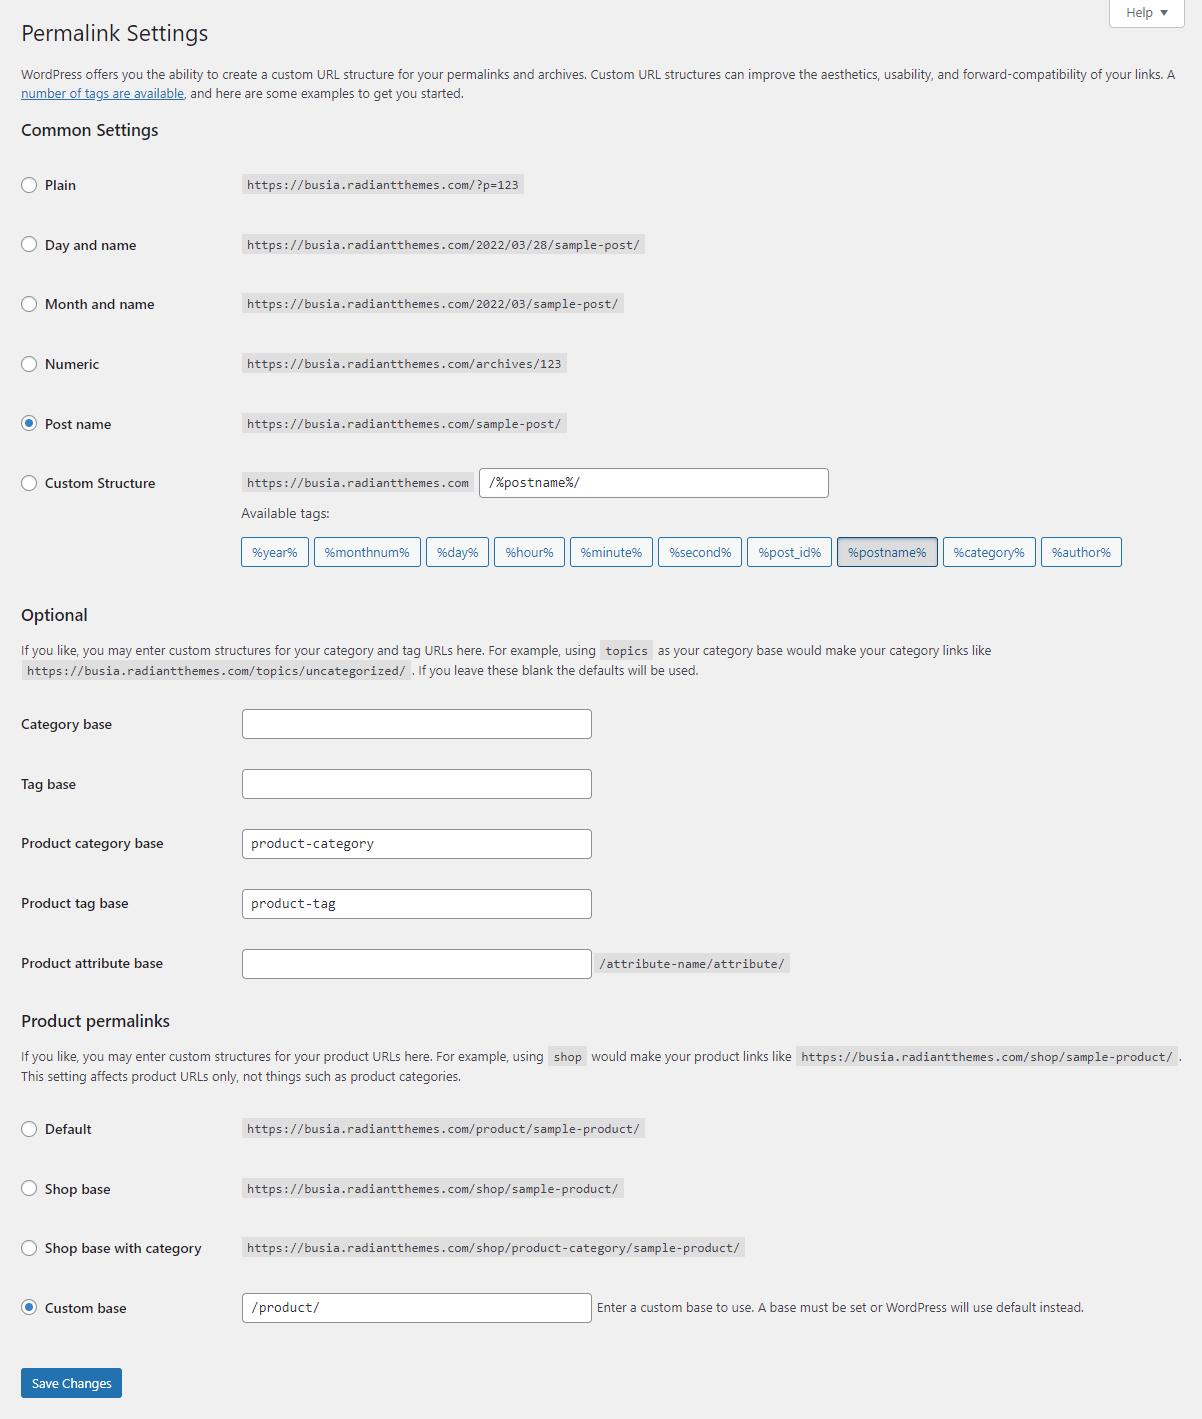 Help ▼
Permalink Settings
WordPress offers you the ability to create a custom URL structure for your permalinks and archives. Custom URL structures can improve the aesthetics, usability, and forward-compatibility of your links. A
number of tags are available, and here are some examples to get you started.
Common Settings
Plain https://busia.radiantthemes.com/?p=123
Day and name https://busia.radiantthemes.com/2022/03/28/sample-post/
Month and name https://busia.radiantthemes.com/2022/03/sample-post/
Numeric https://busia.radiantthemes.com/archives/123
Post name https://busia.radiantthemes.com/sample-post/
Custom Structure https://busia.radiantthemes.com /%postname%/
Available tags:
%year% %monthnum% %day% %hour% %minute% %second% %post_id% %postname% %category% %author%
Optional
If you like, you may enter custom structures for your category and tag URLs here. For example, using topics as your category base would make your category links like
https://busia.radiantthemes.com/topics/uncategorized/ . If you leave these blank the defaults will be used.
Category base
Tag base
Product category base product-category
Product tag base product-tag
Product attribute base /attribute-name/attribute/
Product permalinks
If you like, you may enter custom structures for your product URLs here. For example, using shop would make your product links like https://busia.radiantthemes.com/shop/sample-product/ .
This setting affects product URLs only, not things such as product categories.
Default https://busia.radiantthemes.com/product/sample-product/
Shop base https://busia.radiantthemes.com/shop/sample-product/
Shop base with category https://busia.radiantthemes.com/shop/product-category/sample-product/
Custom base /product/ Enter a custom base to use. A base must be set or WordPress will use default instead.
Save Changes